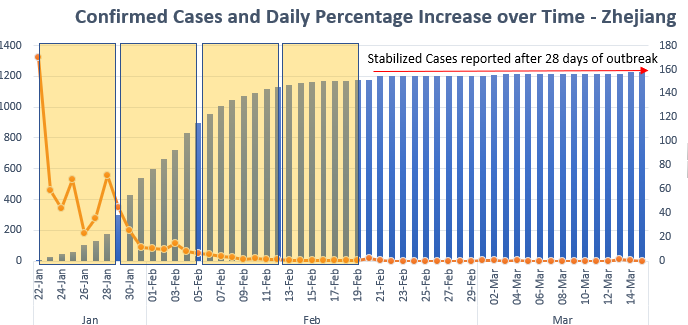 Confirmed Cases and Daily Percentage Increase over Time - Zhejiang
1400
1200
1000
800
600
400
200
0
180
160
140
120
100
80
60
40
20
0
Stabilized Cases reported after 28 days of outbreak
22-Jan
24-Jan
26-Jan
28-Jan
30-Jan
01-Feb
03-Feb
05-Feb
07-Feb
09-Feb
11-Feb
13-Feb
15-Feb
17-Feb
19-Feb
21-Feb
23-Feb
25-Feb
27-Feb
29-Feb
02-Mar
04-Mar
06-Mar
08-Mar
10-Mar
12-Mar
14-Mar
Jan
Feb
Mar